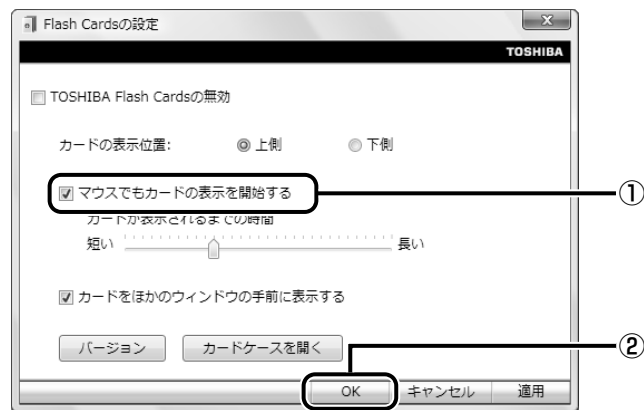 Flash Cardsの設定
TOSHIBA
TOSHIBA Flash Cardsの無効
カードの表示位置: 上側 下側
マウスでもカードの表示を開始する
①
カードが表示されるまでの時間
短い 長い
カードをほかのウィンドウの手前に表示する
バージョン カードケースを開く
②
OK キャンセル 適用